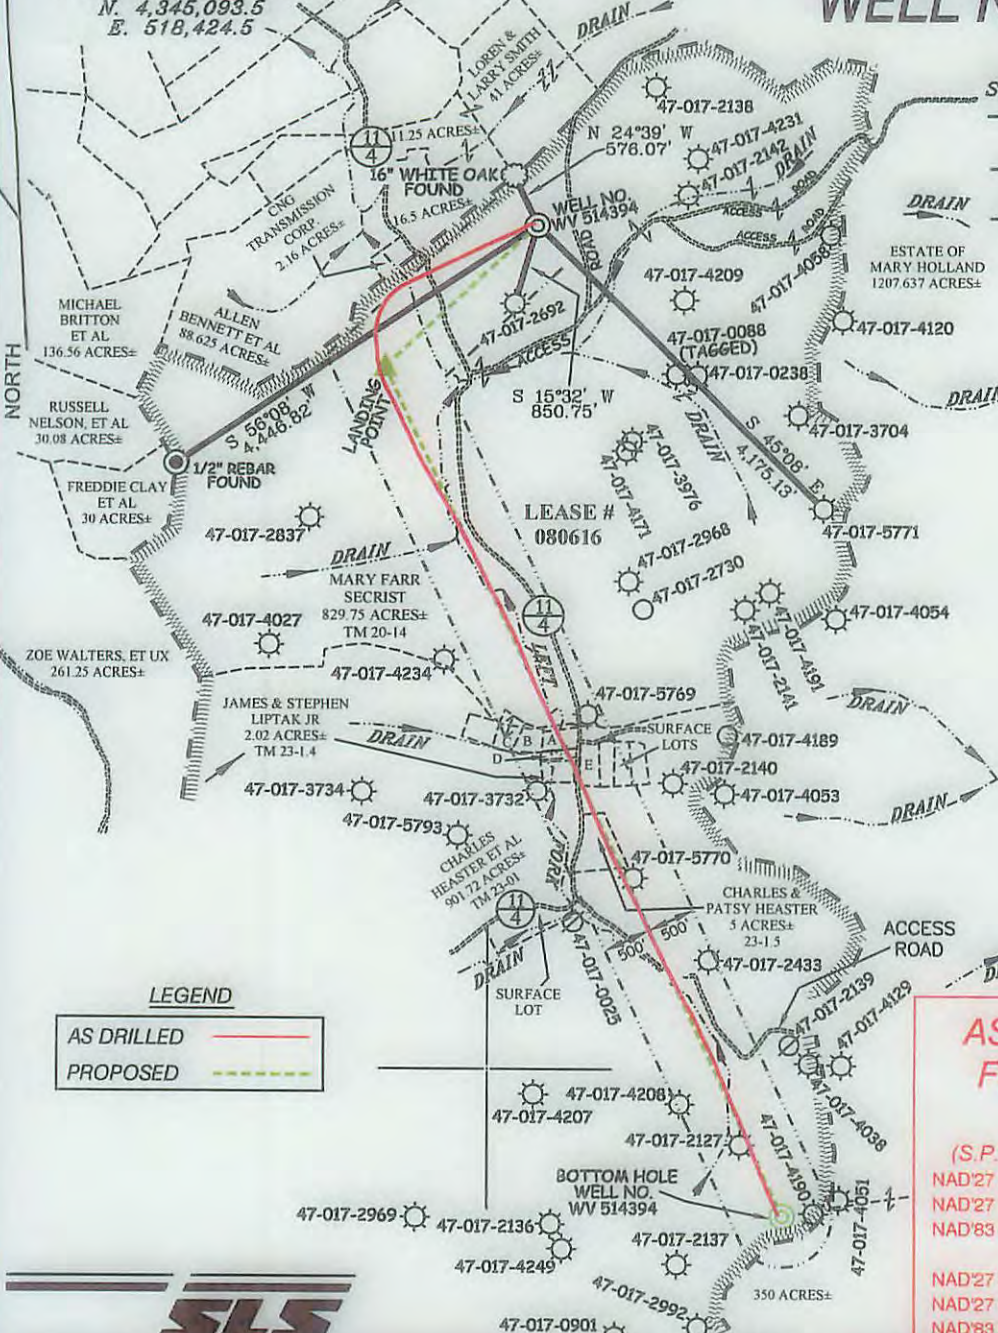 N. 4,345,093.5
E. 518,424.5
WELL N
DRAIN
LOREN &
LARRY SMITH
41 ACRES±
11
4
11.25 ACRES±
47-017-2138
N 24°39' W
576.07'
47-017-4231
47-017-2142
DRAIN
16" WHITE OAK
FOUND
CNG
TRANSMISSION
CORP.
2.16 ACRES±
16.5 ACRES±
WELL NO.
WV 514394
ROAD
ACCESS
ROAD
ACCESS
ROAD
DRAIN
ESTATE OF
MARY HOLLAND
1207.637 ACRES±
47-017-4209
47-017-4058
MICHAEL
BRITTON
ET AL
136.56 ACRES±
ALLEN
BENNETT ET AL
88.625 ACRES±
47-017-2692
ACCESS
47-017-0088
(TAGGED)
47-017-0238
47-017-4120
NORTH
S 15°32' W
850.75'
DRAIN
RUSSELL
NELSON, ET AL
30.08 ACRES±
S 56°08' W
4,446.82'
LANDING
POINT
DRAIN
S 45°08' E
4,175.13'
47-017-3704
1/2" REBAR
FOUND
FREDDIE CLAY
ET AL
30 ACRES±
47-017-3976
47-017-4171
LEASE #
080616
47-017-2837
47-017-5771
DRAIN
47-017-2968
47-017-2730
MARY FARR
SECRIST
829.75 ACRES±
TM 20-14
47-017-4027
11
4
47-017-4054
47-017-4191
47-017-2141
ZOE WALTERS, ET UX
261.25 ACRES±
47-017-4234
LEFT
JAMES & STEPHEN
LIPTAK JR
2.02 ACRES±
TM 23-1.4
47-017-5769
DRAIN
DRAIN
C B A
D
E
SURFACE
LOTS
47-017-4189
47-017-2140
47-017-3734
47-017-3732
47-017-4053
DRAIN
47-017-5793
CHARLES
HEASTER ET AL
901.72 ACRES±
TM 23-01
FORK
47-017-5770
CHARLES &
PATSY HEASTER
5 ACRES±
23-1.5
11
4
500'
500'
ACCESS
ROAD
DRAIN
47-017-0025
47-017-2433
SURFACE
LOT
LEGEND
AS DRILLED
PROPOSED
47-017-2139
47-017-4129
47-017-4038
47-017-4208
47-017-4207
47-017-2127
47-017-4190
BOTTOM HOLE
WELL NO.
WV 514394
47-017-4051
47-017-2969
47-017-2136
47-017-2137
47-017-4249
47-017-2992
350 ACRES±
47-017-0901
SLS
AS
F
(S.P.
NAD'27
NAD'27
NAD'83
NAD'27
NAD'27
NAD'83